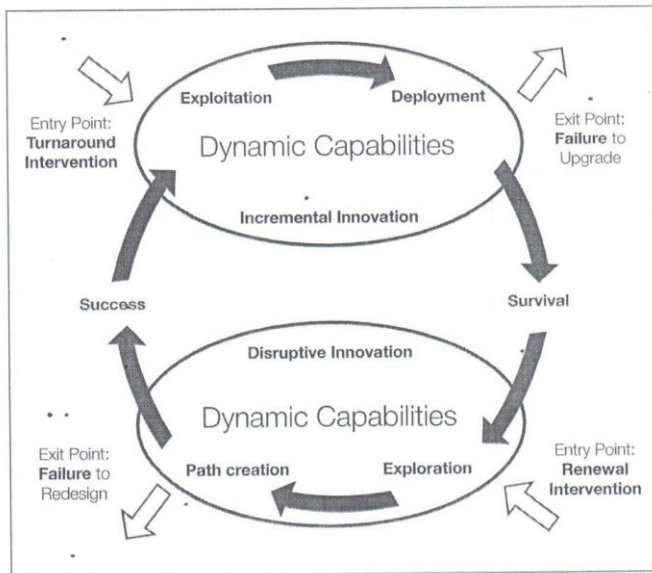 Exploitation
Deployment
Entry Point:
Turnaround
Intervention
Dynamic Capabilities
Exit Point:
Failure to
Upgrade
Incremental Innovation
Success
Survival
Disruptive Innovation
Dynamic Capabilities
Exit Point:
Failure to
Redesign
Path creation
Exploration
Entry Point:
Renewal
Intervention